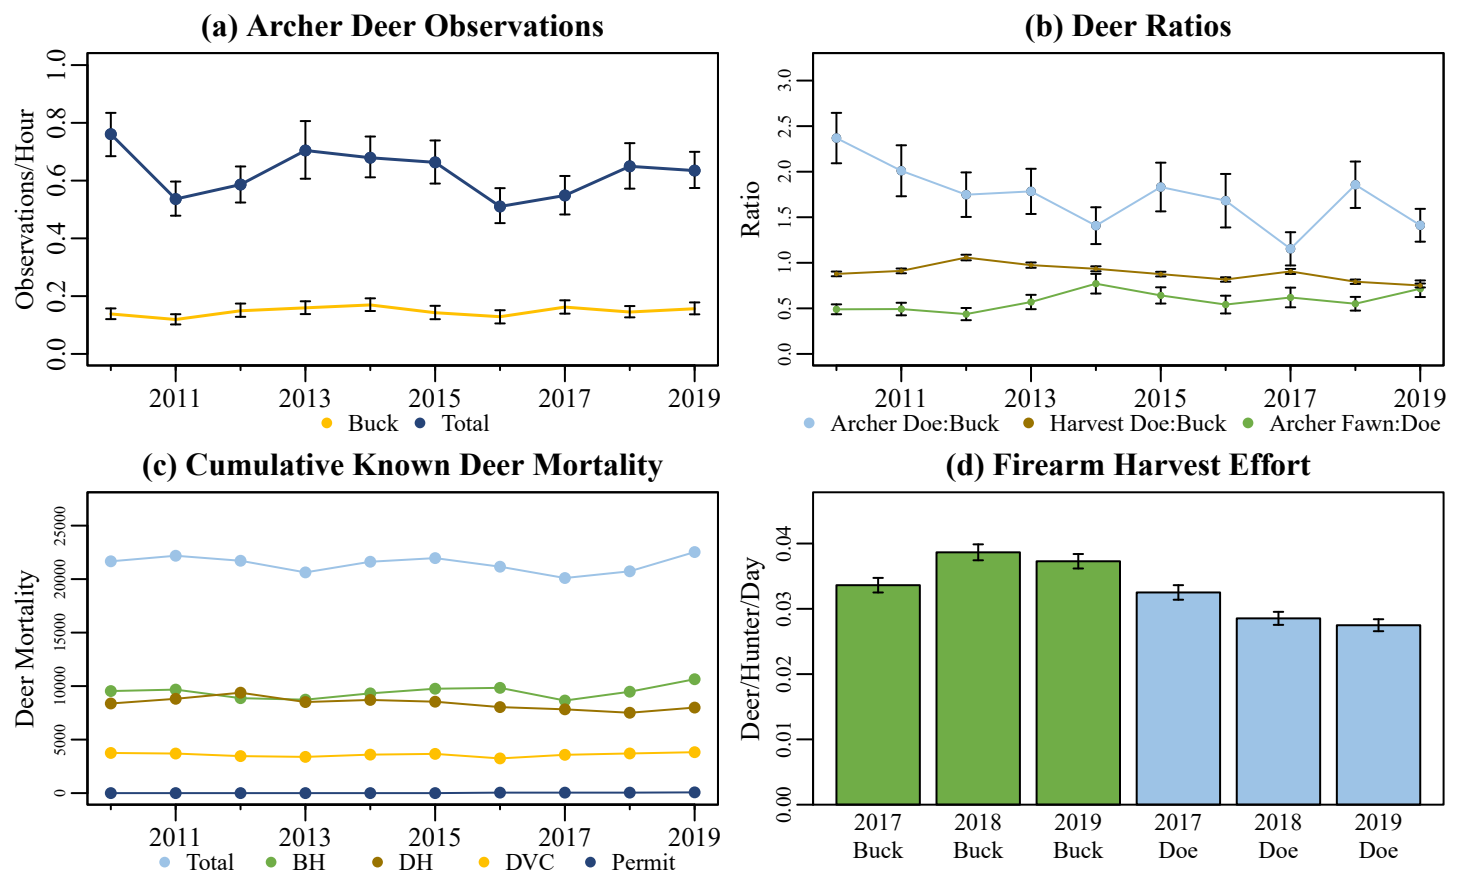 (a) Archer Deer Observations
Observations/Hour
1.0
0.8
0.6
0.4
0.2
0.0
2011 2013 2015 2017 2019
Buck Total
(b) Deer Ratios
Ratio
3.0
2.5
2.0
1.5
1.0
0.5
0.0
2011 2013 2015 2017 2019
Archer Doe:Buck Harvest Doe:Buck Archer Fawn:Doe
(c) Cumulative Known Deer Mortality
Deer Mortality
25000
20000
15000
10000
5000
0
2011 2013 2015 2017 2019
Total BH DH DVC Permit
(d) Firearm Harvest Effort
Deer/Hunter/Day
0.04
0.03
0.02
0.01
0.00
2017 2018 2019 2017 2018 2019
Buck Buck Buck Doe Doe Doe